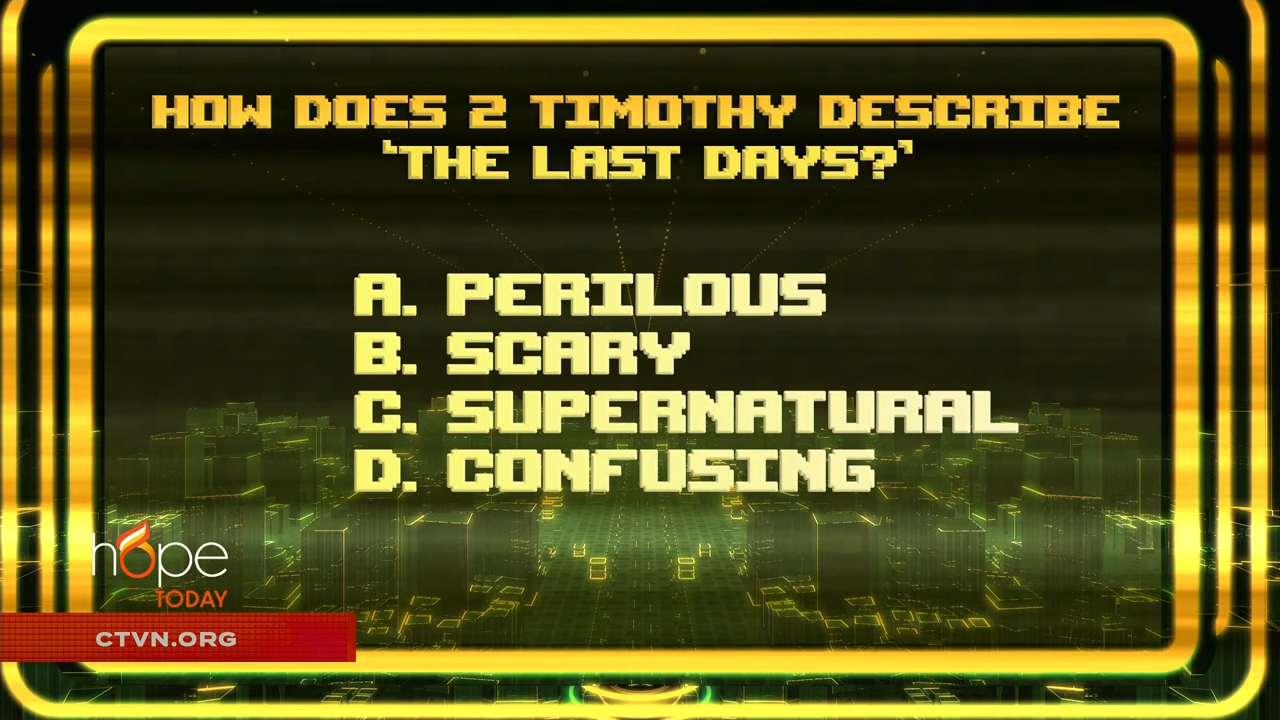 HOW DOES 2 TIMOTHY DESCRIBE
'THE LAST DAYS?'
A. PERILOUS
B. SCARY
C. SUPERNATURAL
D. CONFUSING
hope
TODAY
CTVN.ORG